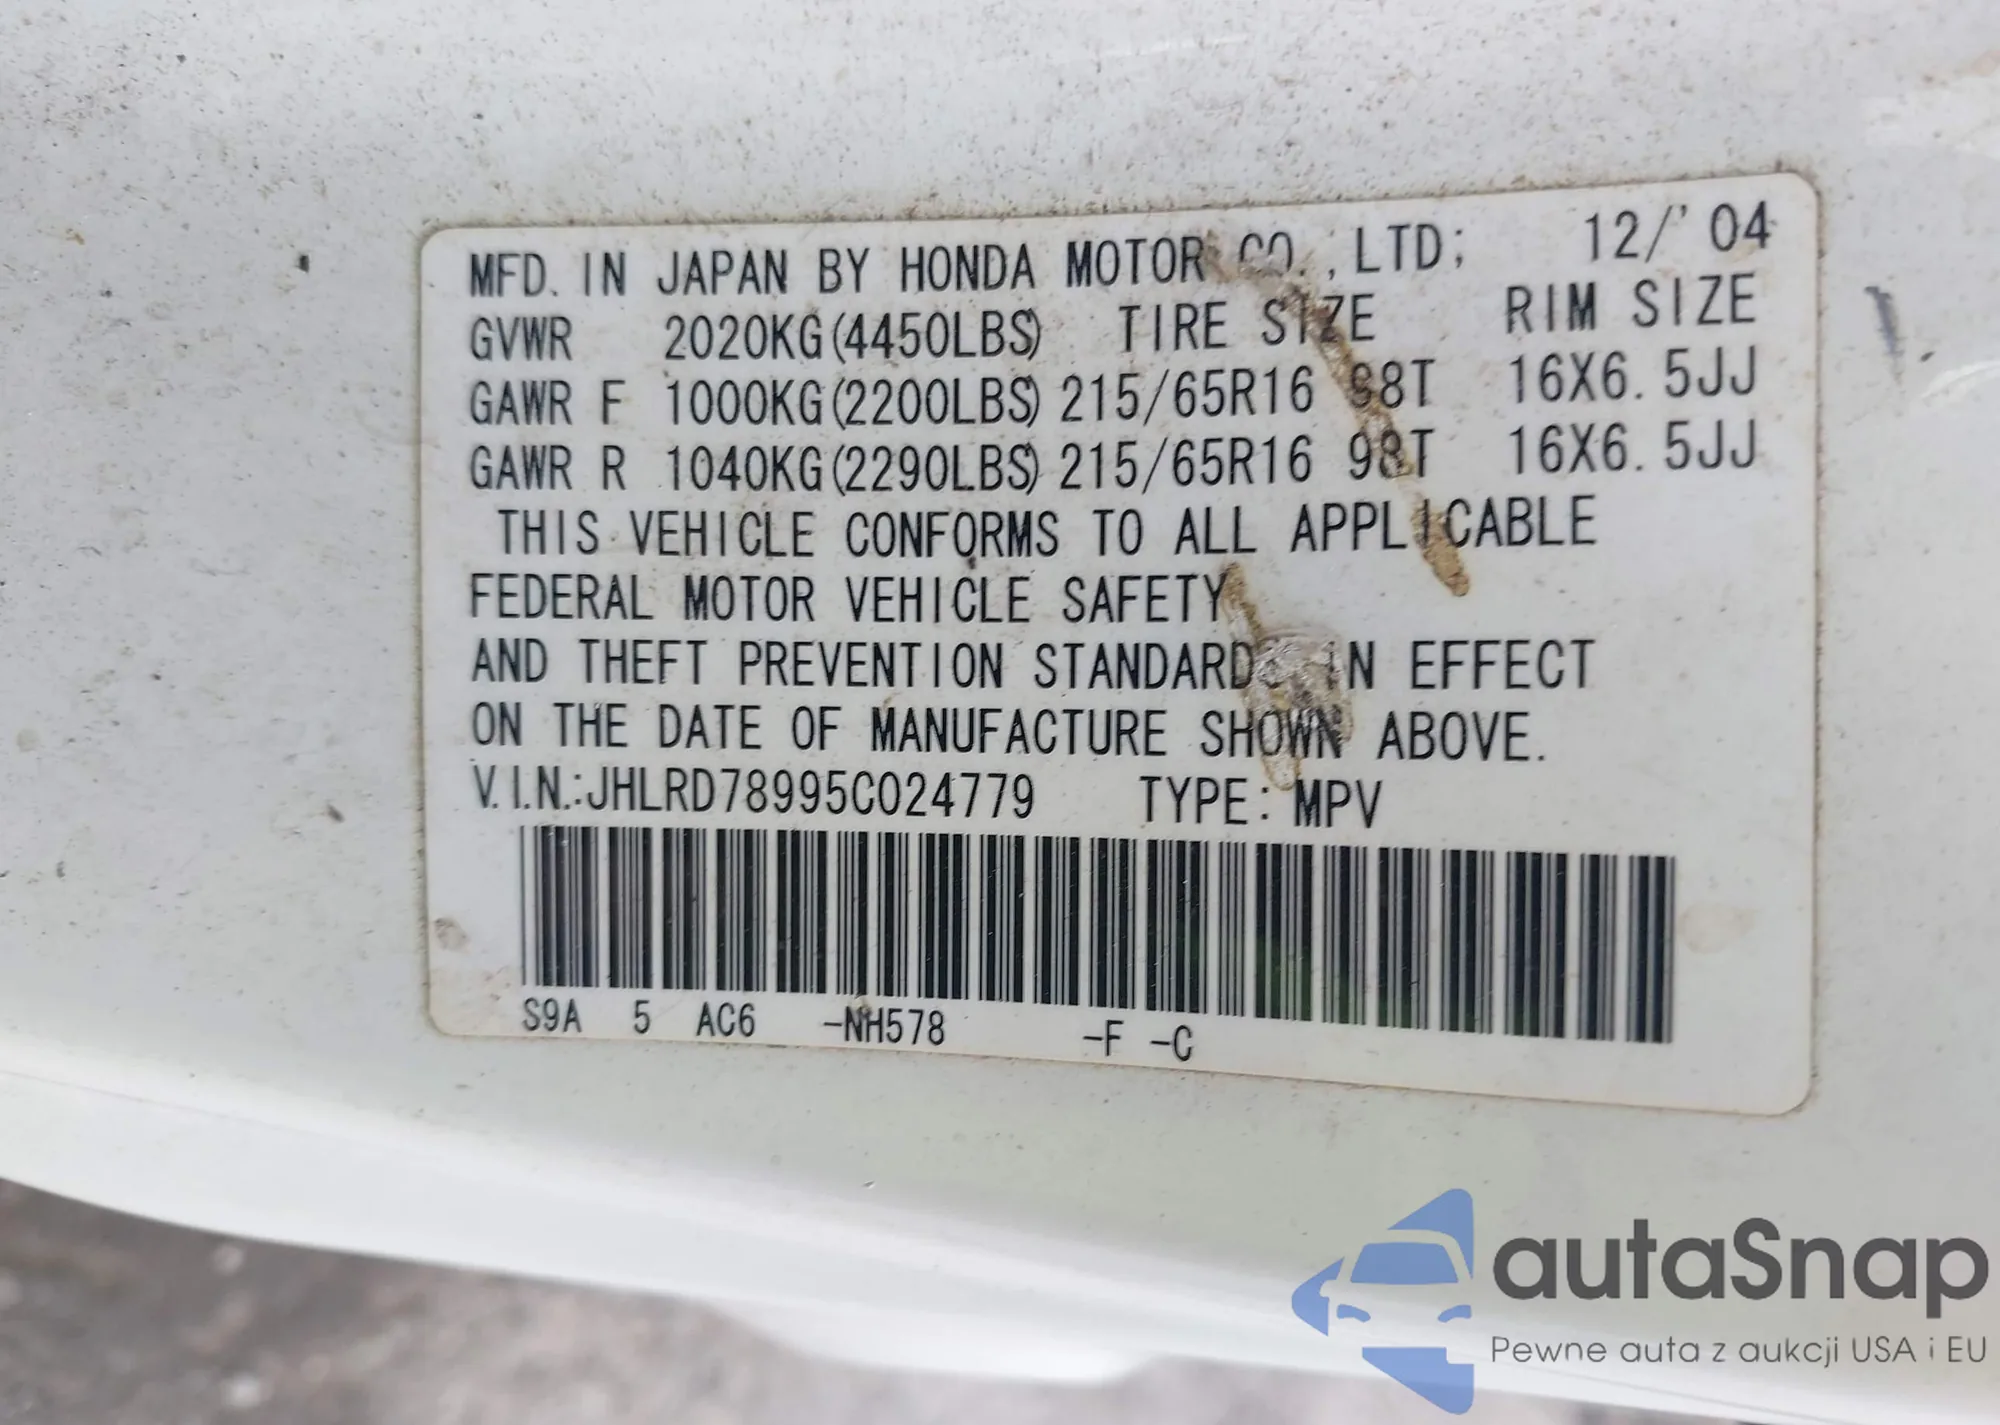 MFD. IN JAPAN BY HONDA MOTOR CO.,LTD; 12/'04
GVWR 2020KG(4450LBS) TIRE SIZE RIM SIZE
GAWR F 1000KG(2200LBS) 215/65R16 98T 16X6.5JJ
GAWR R 1040KG(2290LBS) 215/65R16 98T 16X6.5JJ
THIS VEHICLE CONFORMS TO ALL APPLICABLE
FEDERAL MOTOR VEHICLE SAFETY
AND THEFT PREVENTION STANDARDS IN EFFECT
ON THE DATE OF MANUFACTURE SHOWN ABOVE.
V.I.N.:JHLRD78995C024779 TYPE: MPV
S9A 5 AC6 -NH578 -F -C
autaSnap
Pewne auta z aukcji USA i EU